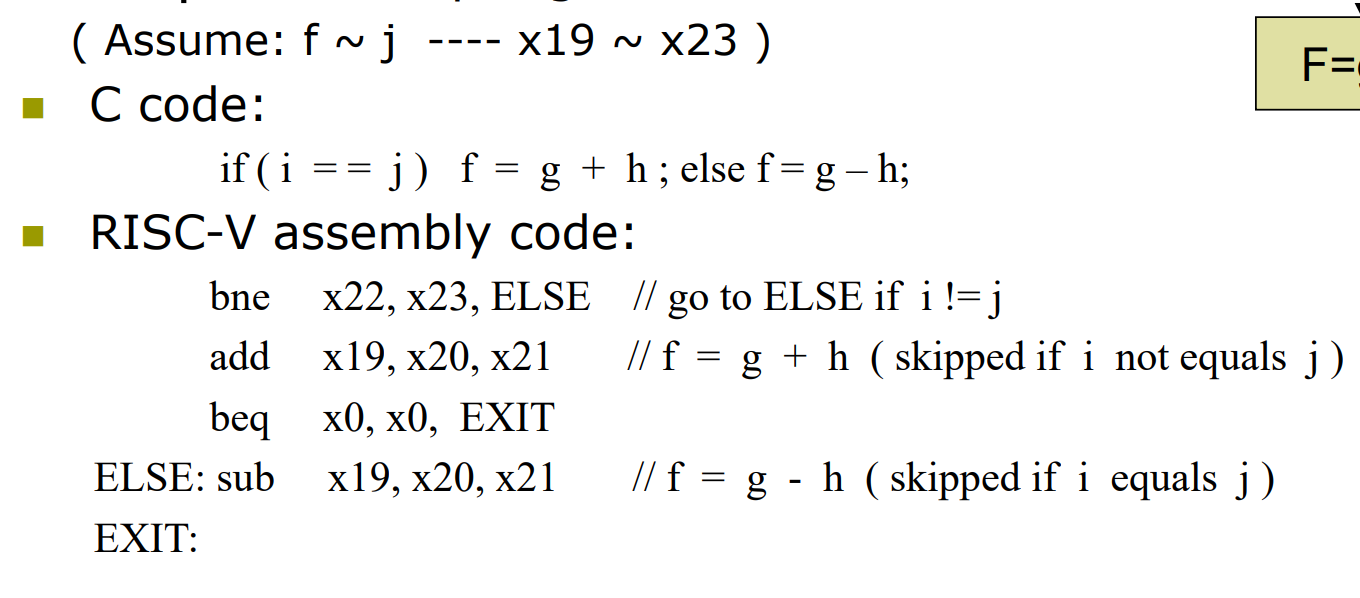 ( Assume: f ~ j ---- x19 ~ x23 )
F=
C code:
if ( i == j ) f = g + h ; else f = g – h;
RISC-V assembly code:
bne x22, x23, ELSE // go to ELSE if i != j
add x19, x20, x21 // f = g + h ( skipped if i not equals j )
beq x0, x0, EXIT
ELSE: sub x19, x20, x21 // f = g - h ( skipped if i equals j )
EXIT: